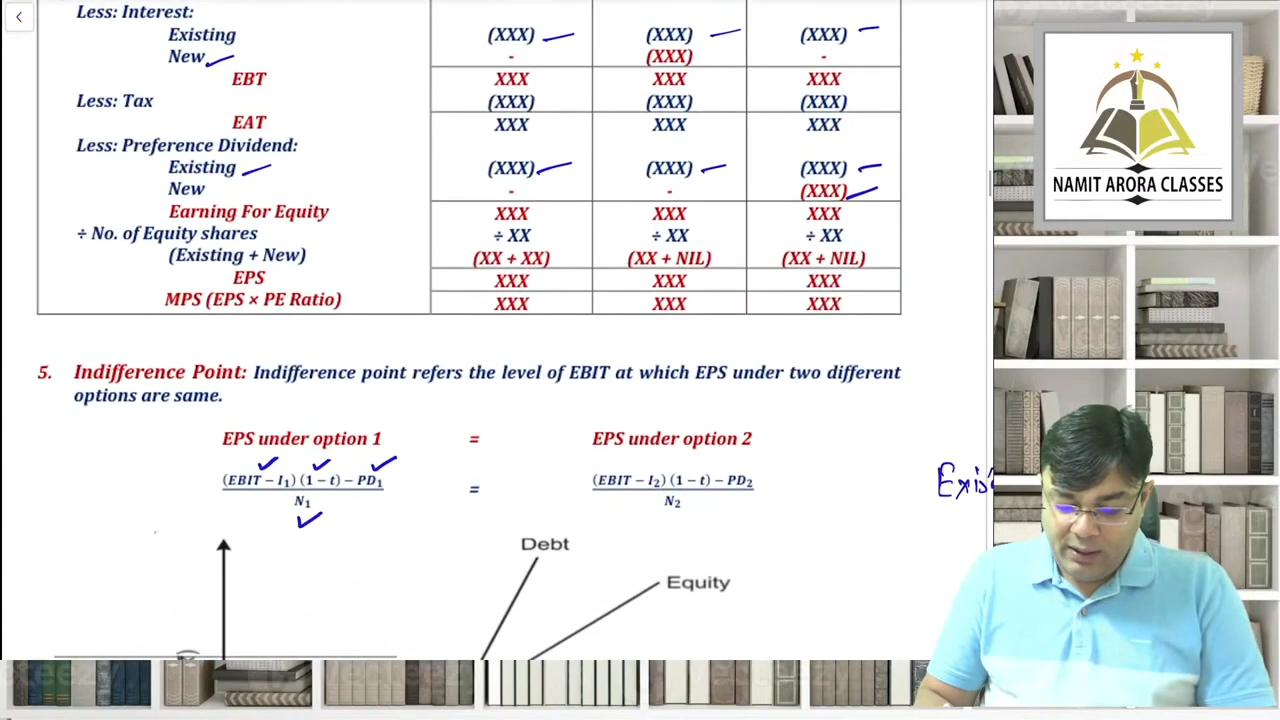 Less: Interest:
Existing (XXX) (XXX) (XXX)
New - (XXX) -
EBT XXX XXX XXX
Less: Tax (XXX) (XXX) (XXX)
EAT XXX XXX XXX
Less: Preference Dividend:
Existing (XXX) (XXX) (XXX)
New - - (XXX)
Earning For Equity XXX XXX XXX
÷ No. of Equity shares ÷ XX ÷ XX ÷ XX
(Existing + New) (XX + XX) (XX + NIL) (XX + NIL)
EPS XXX XXX XXX
MPS (EPS × PE Ratio) XXX XXX XXX
5. Indifference Point: Indifference point refers the level of EBIT at which EPS under two different
options are same.
EPS under option 1 = EPS under option 2
(EBIT − I₁) (1 − t) − PD₁ = (EBIT − I₂) (1 − t) − PD₂
N₁ N₂
Debt
Equity
NAMIT ARORA CLASSES